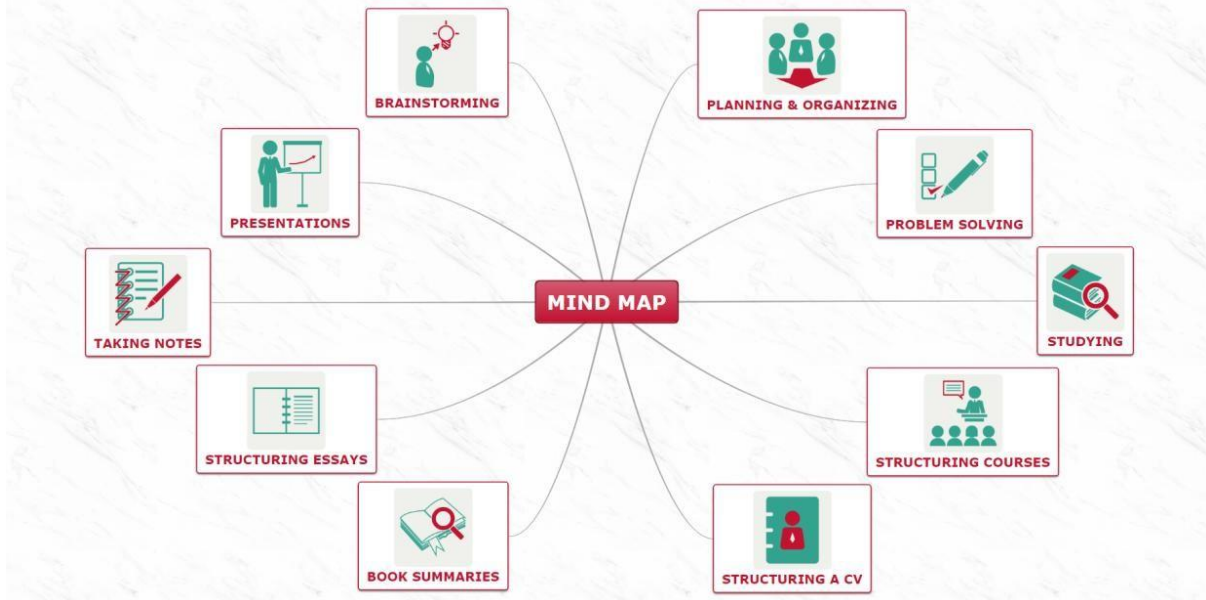 BRAINSTORMING
PLANNING & ORGANIZING
PRESENTATIONS
PROBLEM SOLVING
MIND MAP
TAKING NOTES
STUDYING
STRUCTURING ESSAYS
STRUCTURING COURSES
BOOK SUMMARIES
STRUCTURING A CV